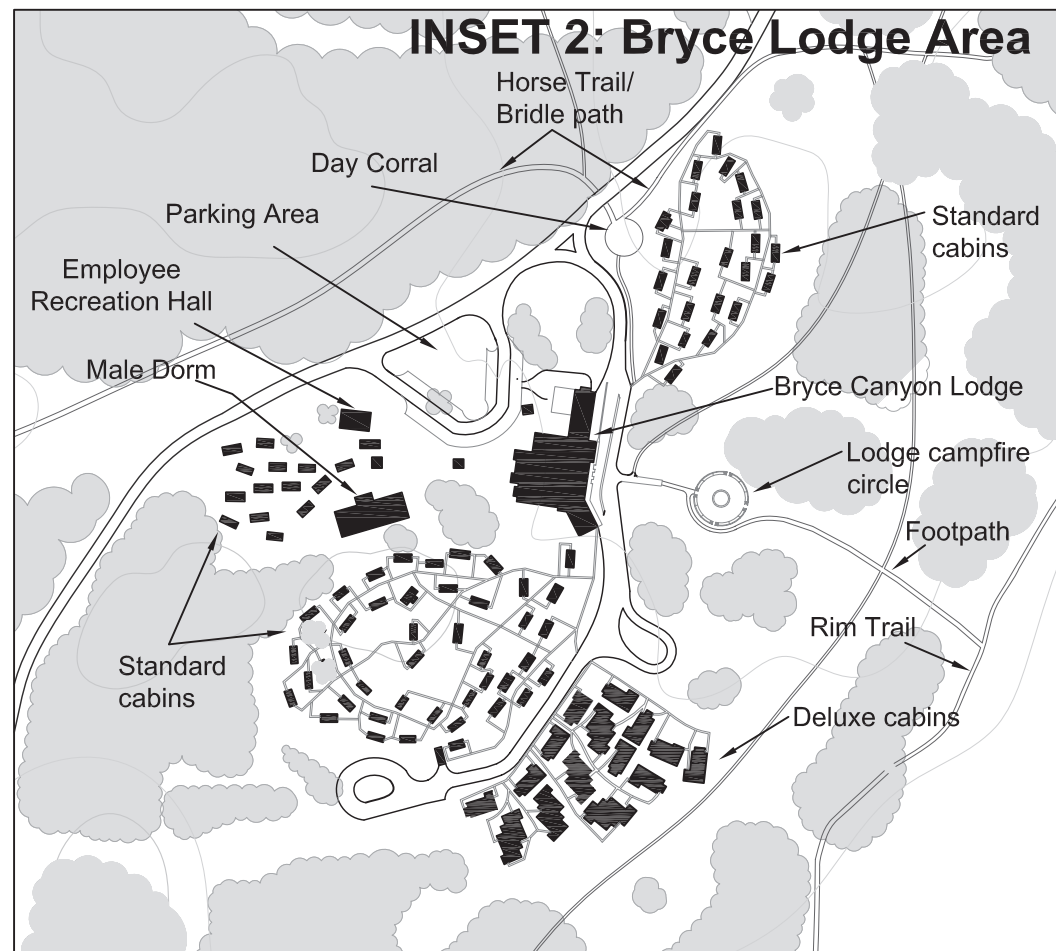 INSET 2: Bryce Lodge Area
Horse Trail/
Bridle path
Day Corral
Parking Area
Standard
cabins
Employee
Recreation Hall
Male Dorm
Bryce Canyon Lodge
Lodge campfire
circle
Footpath
Rim Trail
Standard
cabins
Deluxe cabins